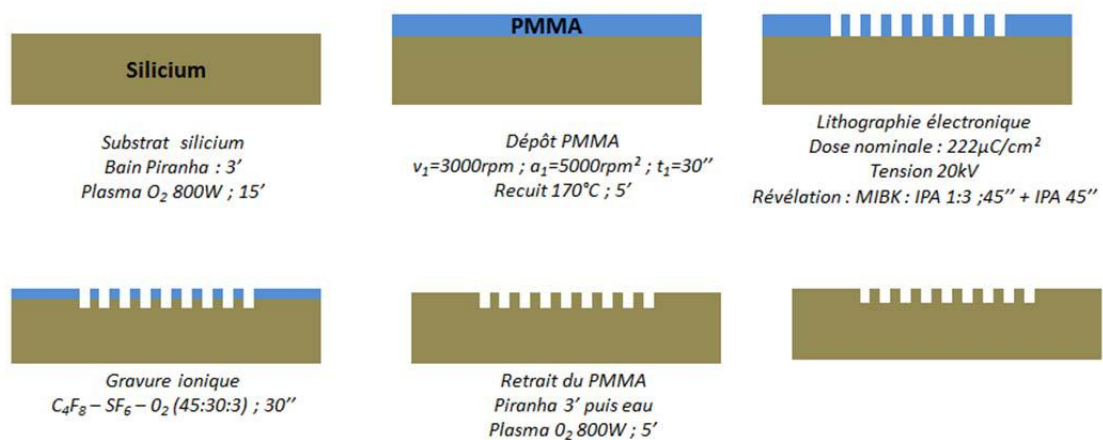 Silicium
Substrat silicium
Bain Piranha : 3’
Plasma O₂ 800W ; 15’
PMMA
Dépôt PMMA
v₁=3000rpm ; a₁=5000rpm² ; t₁=30’’
Recuit 170°C ; 5’
Lithographie électronique
Dose nominale : 222µC/cm²
Tension 20kV
Révélation : MIBK : IPA 1:3 ;45’’ + IPA 45’’
Gravure ionique
C₄F₈ – SF₆ – 0₂ (45:30:3) ; 30’’
Retrait du PMMA
Piranha 3’ puis eau
Plasma 0₂ 800W ; 5’